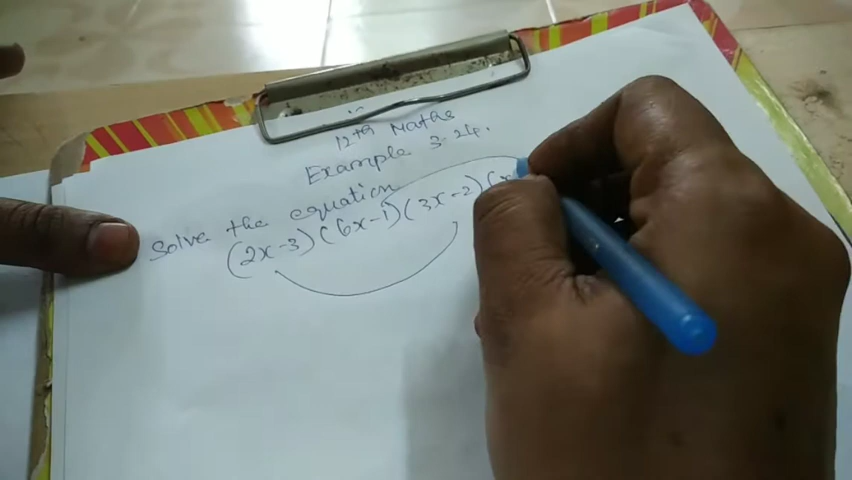 12th Maths
Example 3.24.
Solve the equation
(2x-3)(6x-1)(3x-2)(x